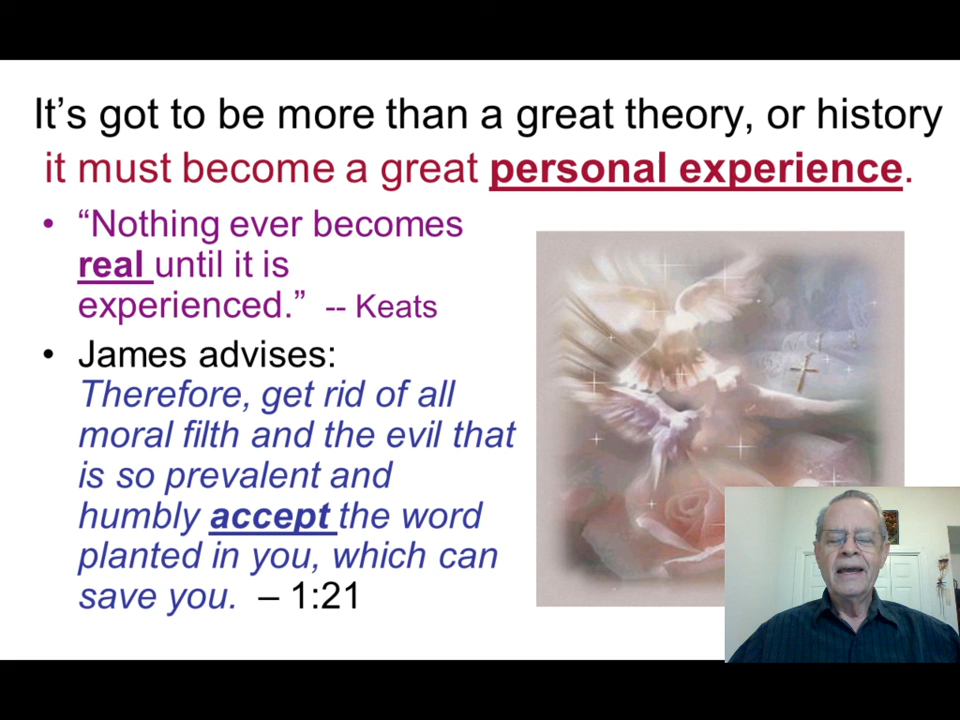 It’s got to be more than a great theory, or history
it must become a great personal experience.
• “Nothing ever becomes
real until it is
experienced.” -- Keats
• James advises:
Therefore, get rid of all
moral filth and the evil that
is so prevalent and
humbly accept the word
planted in you, which can
save you. – 1:21